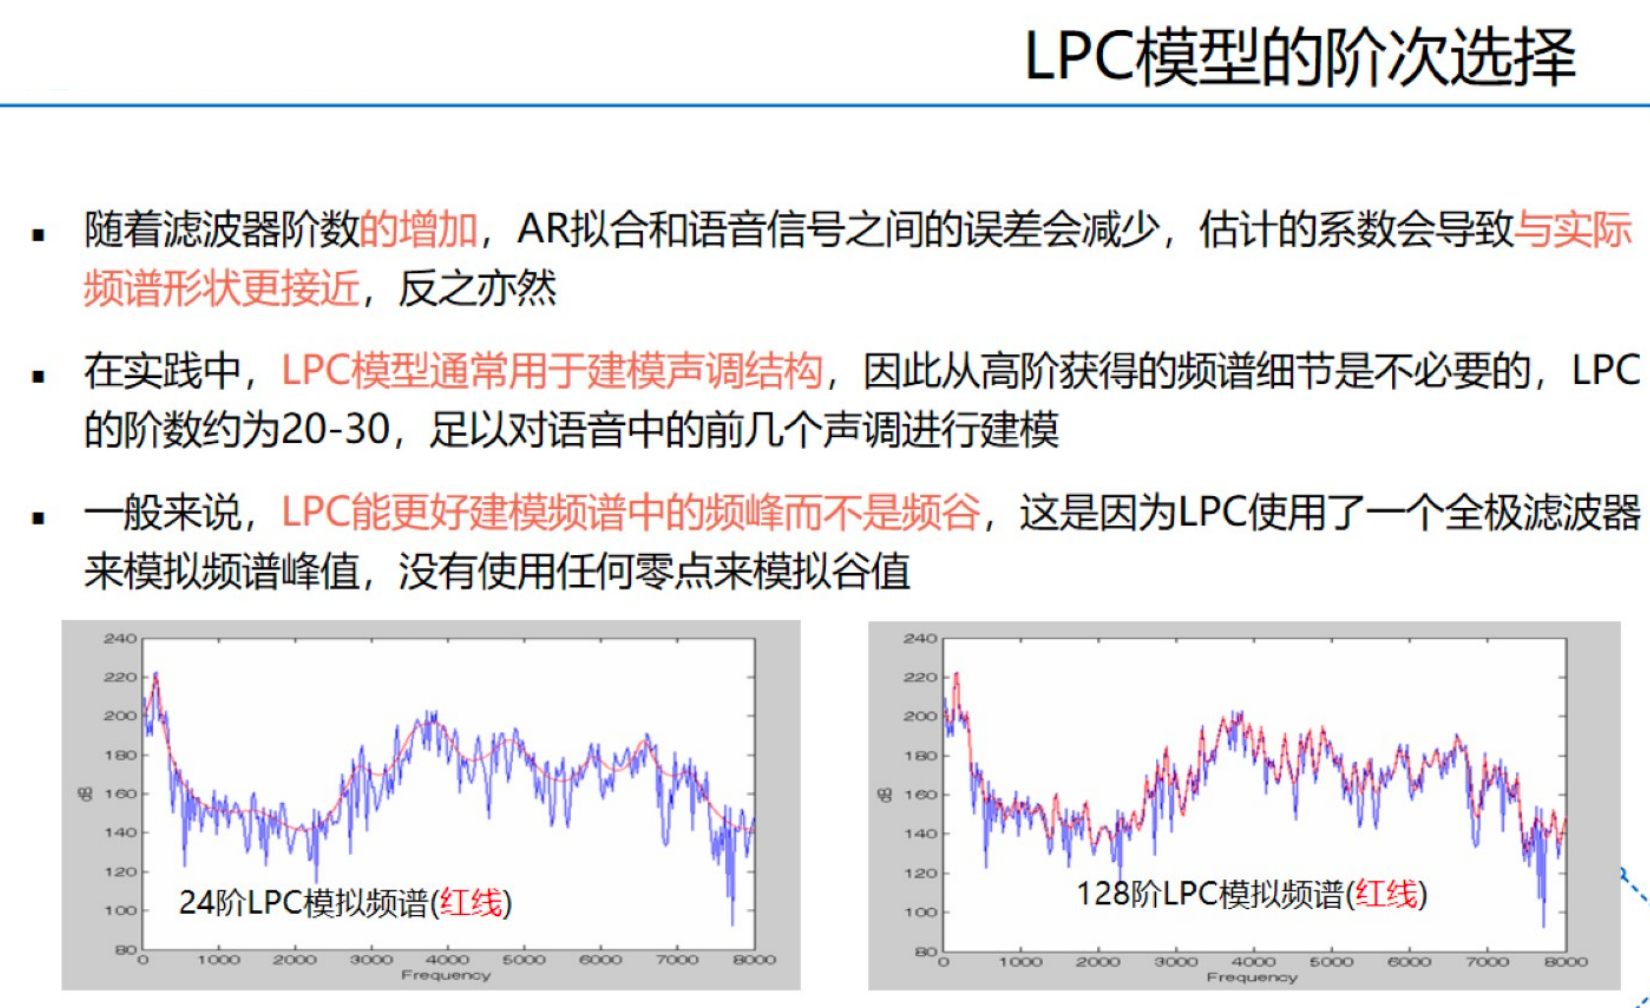 LPC模型的阶次选择
▪ 随着滤波器阶数的增加，AR拟合和语音信号之间的误差会减少，估计的系数会导致与实际
频谱形状更接近，反之亦然
▪ 在实践中，LPC模型通常用于建模声调结构，因此从高阶获得的频谱细节是不必要的，LPC
的阶数约为20-30，足以对语音中的前几个声调进行建模
▪ 一般来说，LPC能更好建模频谱中的频峰而不是频谷，这是因为LPC使用了一个全极滤波器
来模拟频谱峰值，没有使用任何零点来模拟谷值
240
220
200
180
160
140
120
100
80
dB
24阶LPC模拟频谱(红线)
0 1000 2000 3000 4000 5000 6000 7000 8000
Frequency
240
220
200
180
160
140
120
100
80
dB
128阶LPC模拟频谱(红线)
0 1000 2000 3000 4000 5000 6000 7000 8000
Frequency